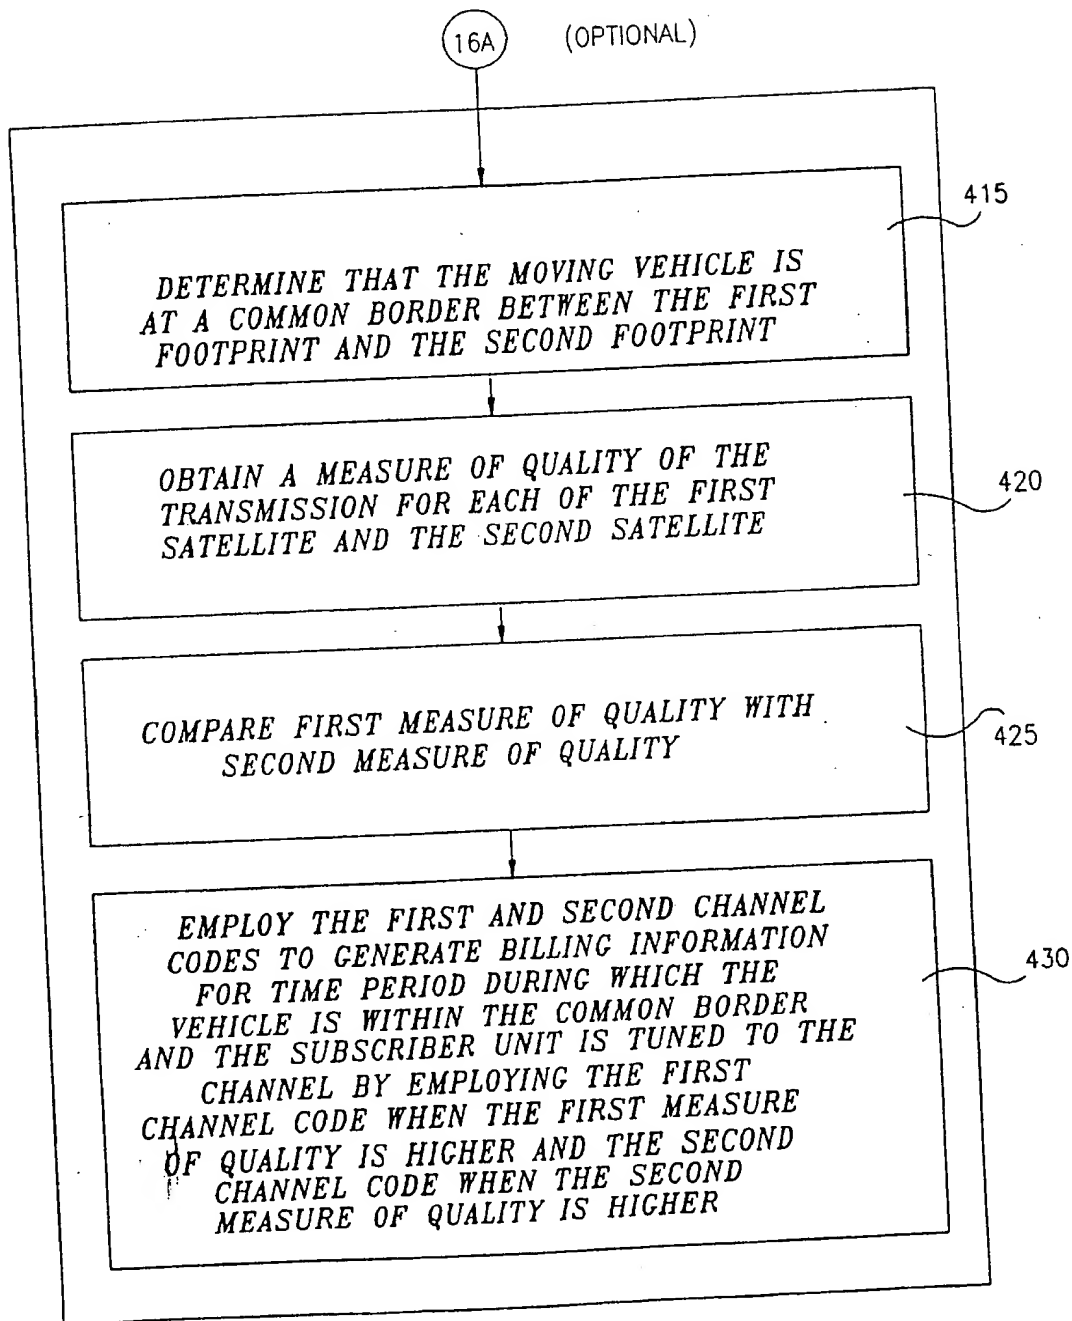 16A (OPTIONAL)
415
DETERMINE THAT THE MOVING VEHICLE IS
AT A COMMON BORDER BETWEEN THE FIRST
FOOTPRINT AND THE SECOND FOOTPRINT
420
OBTAIN A MEASURE OF QUALITY OF THE
TRANSMISSION FOR EACH OF THE FIRST
SATELLITE AND THE SECOND SATELLITE
425
COMPARE FIRST MEASURE OF QUALITY WITH
SECOND MEASURE OF QUALITY
430
EMPLOY THE FIRST AND SECOND CHANNEL
CODES TO GENERATE BILLING INFORMATION
FOR TIME PERIOD DURING WHICH THE
VEHICLE IS WITHIN THE COMMON BORDER
AND THE SUBSCRIBER UNIT IS TUNED TO THE
CHANNEL BY EMPLOYING THE FIRST
CHANNEL CODE WHEN THE FIRST MEASURE
OF QUALITY IS HIGHER AND THE SECOND
CHANNEL CODE WHEN THE SECOND
MEASURE OF QUALITY IS HIGHER